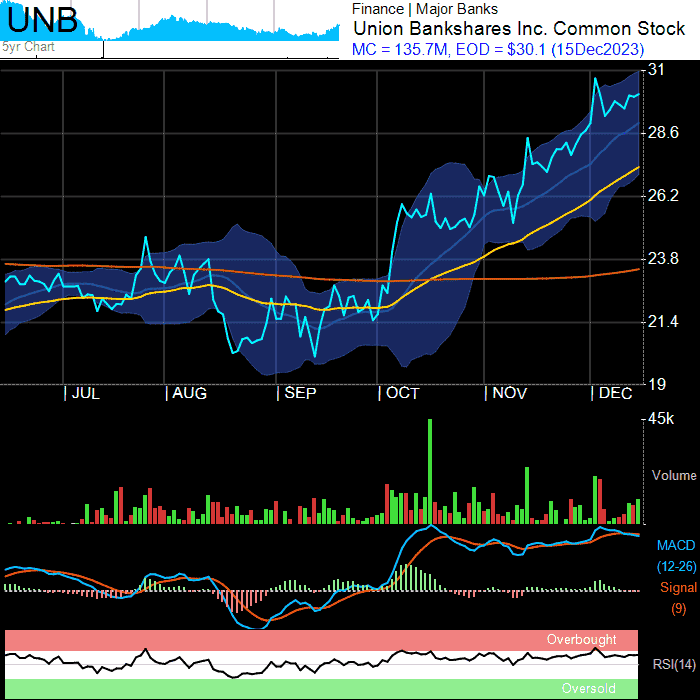 UNB
5yr Chart
Finance | Major Banks
Union Bankshares Inc. Common Stock
MC = 135.7M, EOD = $30.1 (15Dec2023)
31
28.6
26.2
23.8
21.4
19
| JUL | AUG | SEP | OCT | NOV | DEC
45k
Volume
MACD
(12-26)
Signal
(9)
Overbought
RSI(14)
Oversold